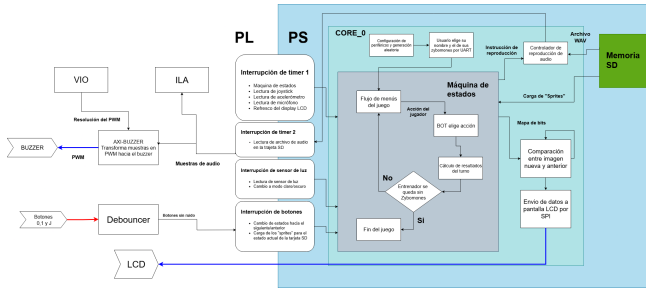 PL
PS
CORE_0
Configuración de
periféricos y generación
aleatoria
Usuario elige su
nombre y el de sus
zybomones por UART
Instrucción de
reproducción
Controlador de
reproducción de
audio
Archivo
WAV
Memoria
SD
Carga de "Sprites"
VIO
ILA
Resolución del PWM
AXI-BUZZER
Transforma muestras en
PWM hacia el buzzer
BUZZER
PWM
Muestras de audio
Interrupción de timer 1
• Máquina de estados
• Lectura de joystick
• Lectura de acelerómetro
• Lectura de micrófono
• Refresco del display LCD
Interrupción de timer 2
• Lectura de archivo de audio
en la tarjeta SD
Interrupción de sensor de luz
• Lectura de sensor de luz
• Cambio a modo claro/oscuro
Interrupción de botones
• Cambio de estados hacia el
siguiente/anterior
• Carga de los "sprites" para el
estado actual de la tarjeta SD
Botones
0,1 y J
Debouncer
Botones sin ruido
LCD
Máquina de
estados
Flujo de menús
del juego
Acción del
jugador
BOT elige acción
Cálculo de resultados
del turno
Entrenador se
queda sin
Zybomones
No
Si
Fin del juego
Mapa de bits
Comparación
entre imagen
nueva y anterior
Envío de datos a
pantalla LCD por
SPI